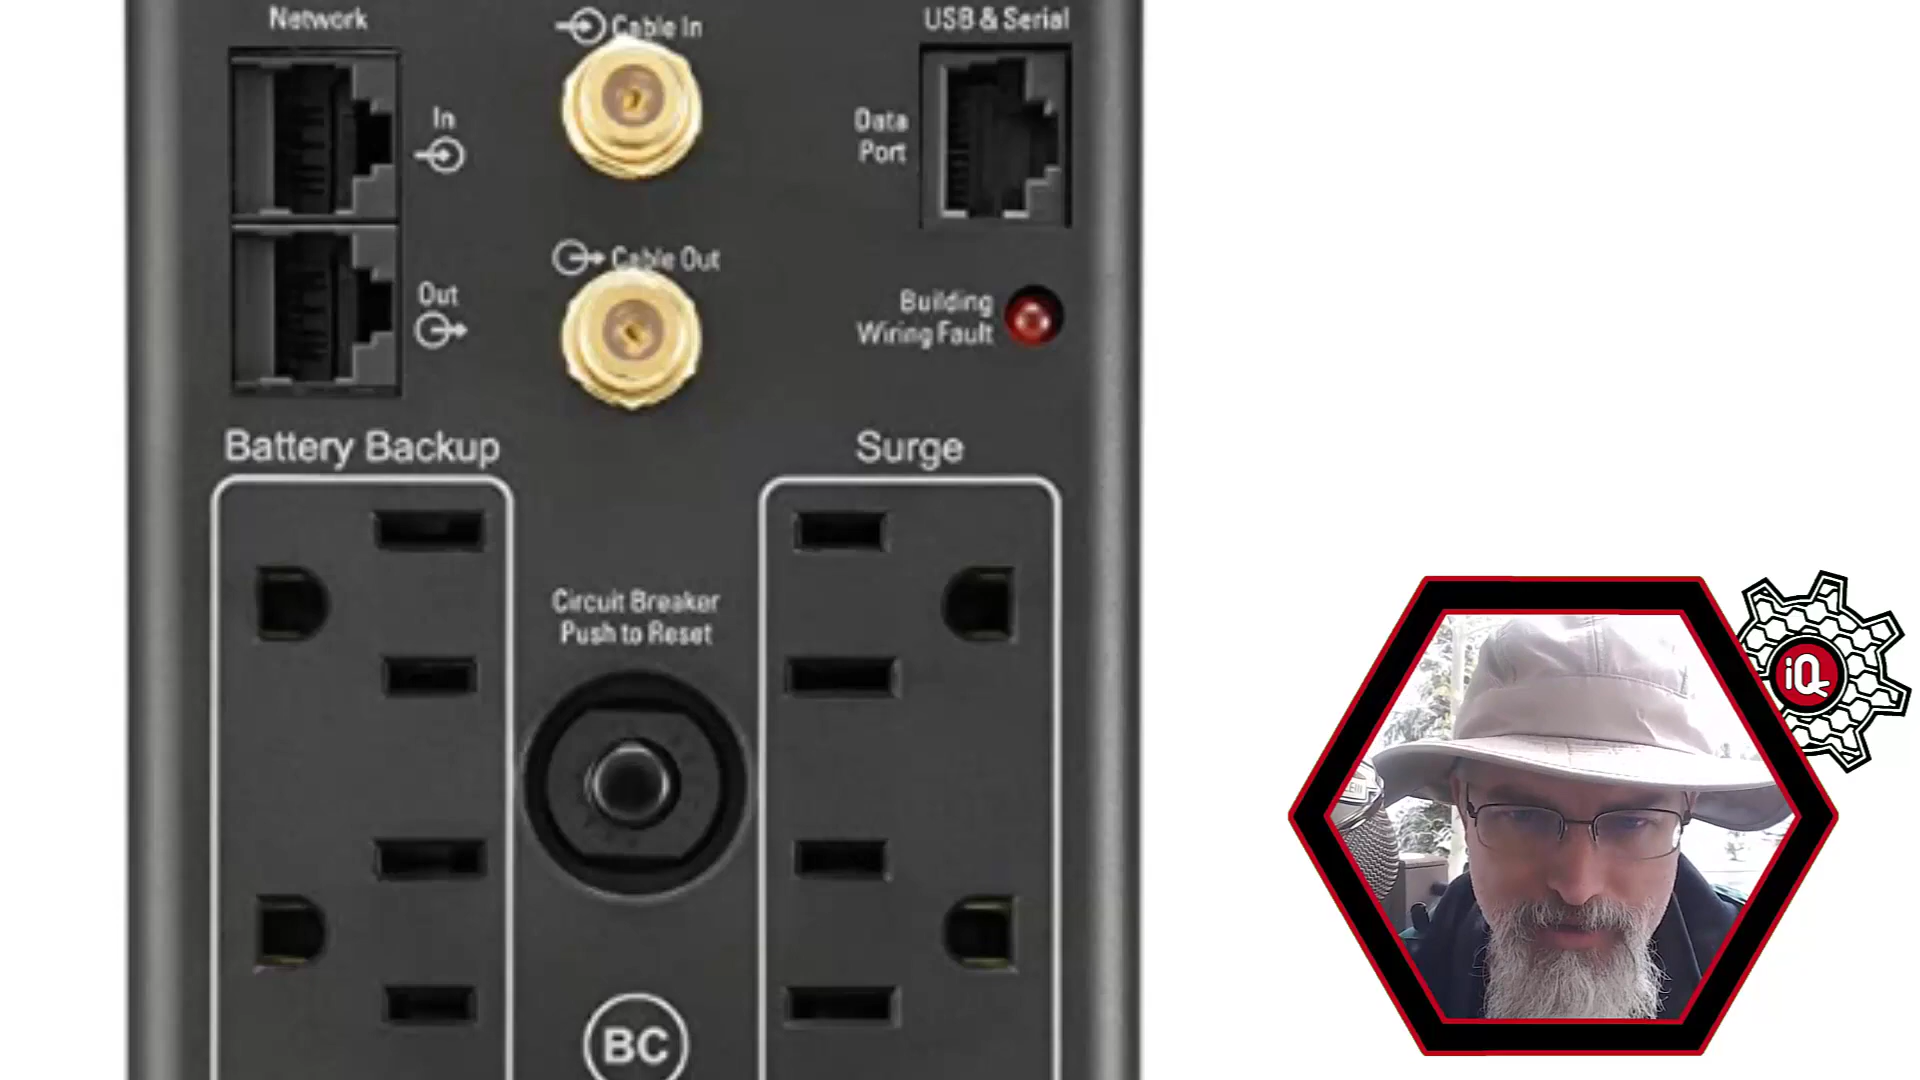 Network
Cable In
USB & Serial
In
Data
Port
Cable Out
Out
Building
Wiring Fault
Battery Backup
Surge
Circuit Breaker
Push to Reset
BC
iQ